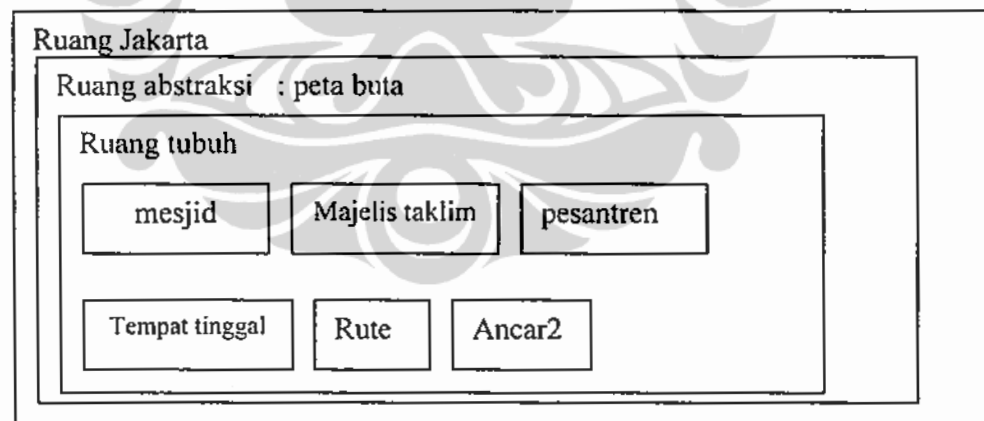 Ruang Jakarta
Ruang abstraksi : peta buta
Ruang tubuh
mesjid Majelis taklim pesantren
Tempat tinggal Rute Ancar2